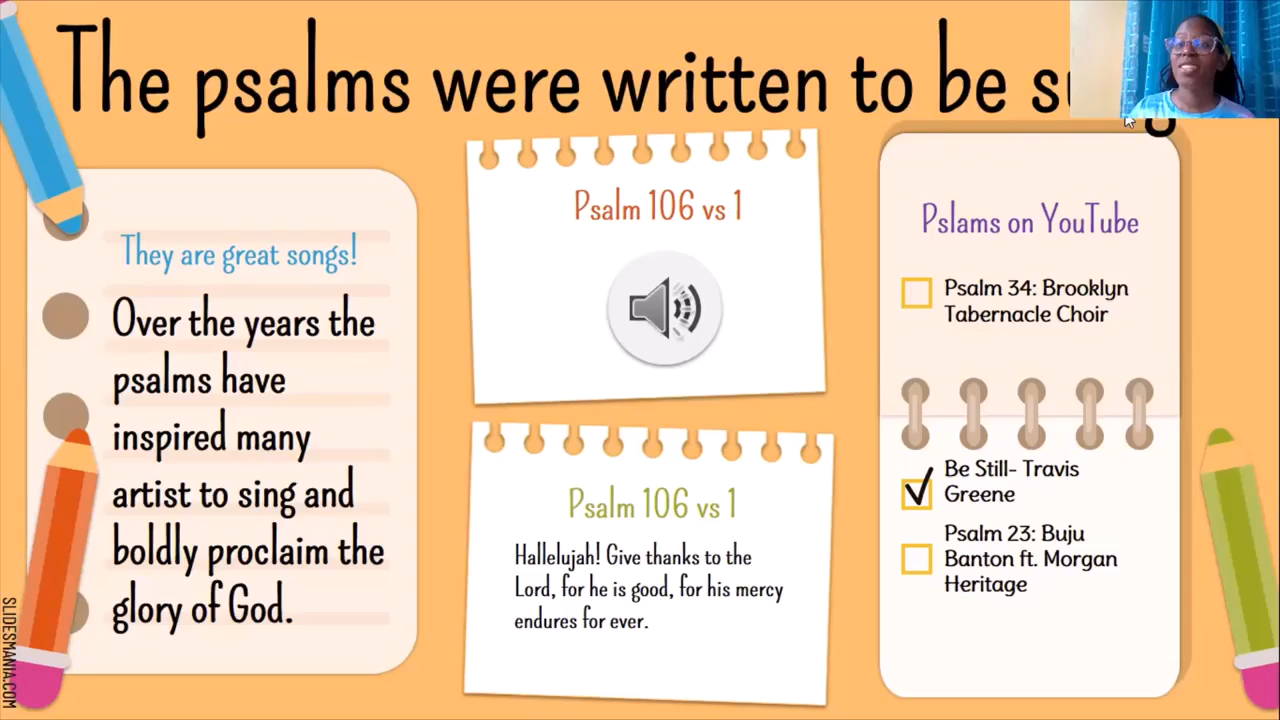 The psalms were written to be
They are great songs!
Over the years the
psalms have
inspired many
artist to sing and
boldly proclaim the
glory of God.
Psalm 106 vs 1
Psalm 106 vs 1
Hallelujah! Give thanks to the
Lord, for he is good, for his mercy
endures for ever.
Pslams on YouTube
Psalm 34: Brooklyn
Tabernacle Choir
Be Still- Travis
Greene
Psalm 23: Buju
Banton ft. Morgan
Heritage
SLIDESMANIA.COM